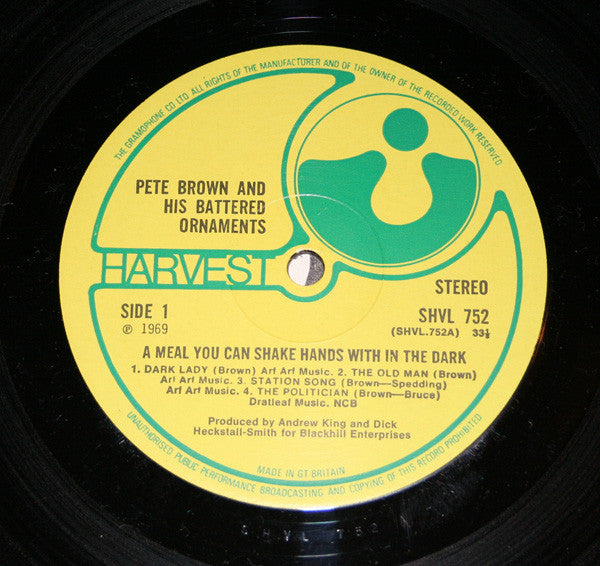 THE GRAMOPHONE CO LTD. ALL RIGHTS OF THE MANUFACTURER AND OF THE OWNER OF THE RECORDED WORK RESERVED
PETE BROWN AND
HIS BATTERED
ORNAMENTS
HARVEST
STEREO
SIDE 1
SHVL 752
℗ 1969
(SHVL.752A) 33⅓
A MEAL YOU CAN SHAKE HANDS WITH IN THE DARK
1. DARK LADY (Brown) Arf Arf Music. 2. THE OLD MAN (Brown)
Arf Arf Music. 3. STATION SONG (Brown—Spedding)
Arf Arf Music. 4. THE POLITICIAN (Brown—Bruce)
Dratleaf Music. NCB
Produced by Andrew King and Dick
Heckstall-Smith for Blackhill Enterprises
MADE IN GT BRITAIN
UNAUTHORISED PUBLIC PERFORMANCE BROADCASTING AND COPYING OF THIS RECORD PROHIBITED
SHVL 752